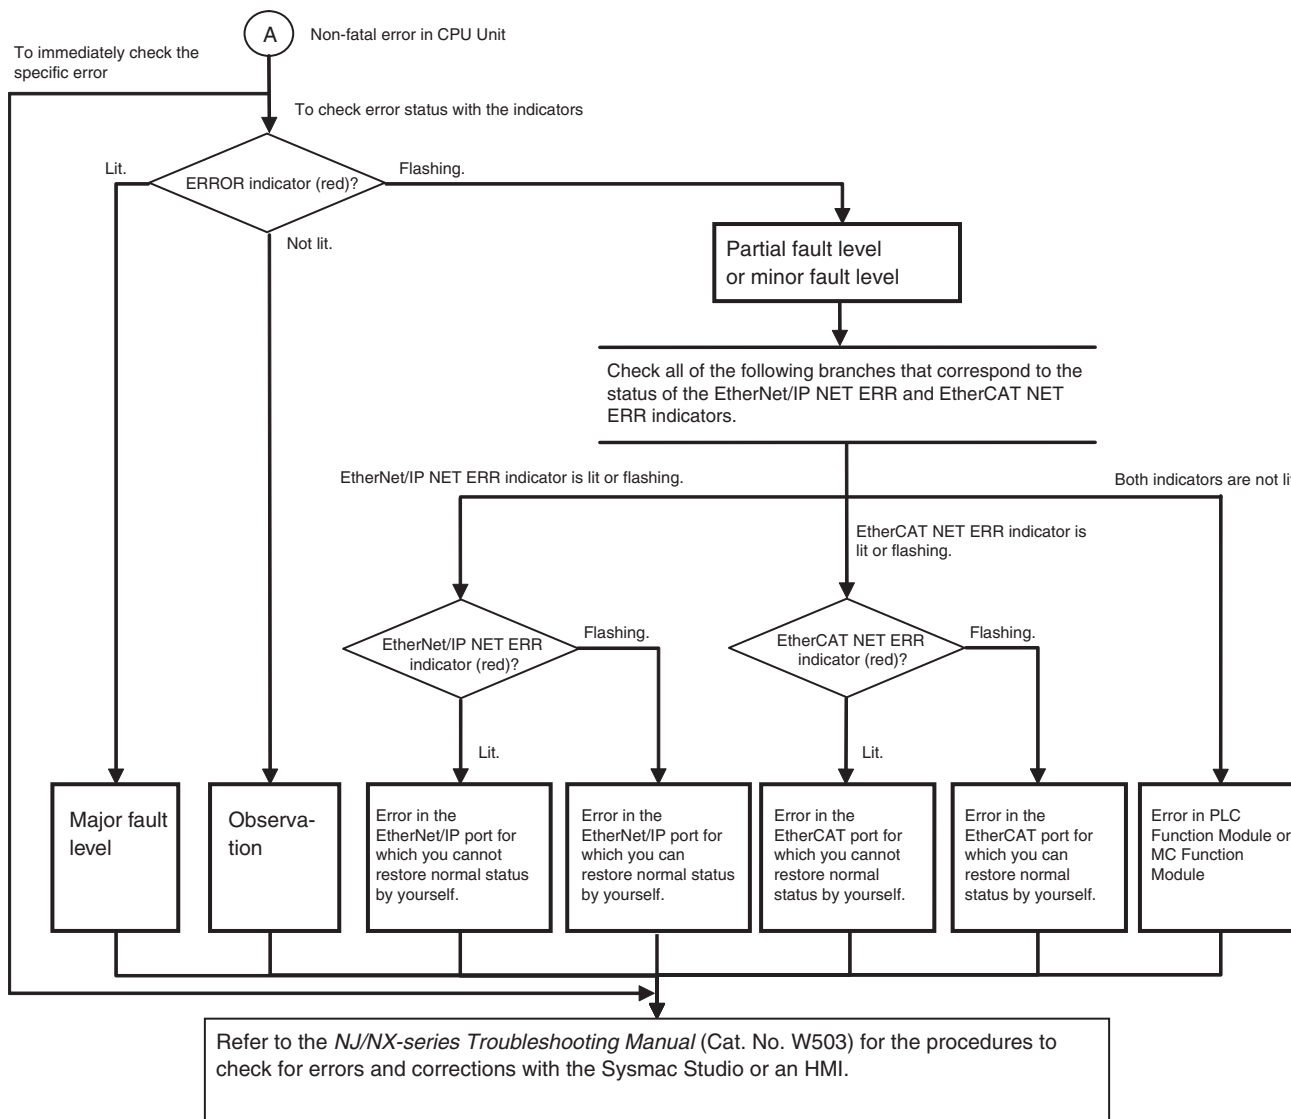 A
Non-fatal error in CPU Unit
To immediately check the
specific error
To check error status with the indicators
Lit.
ERROR indicator (red)?
Flashing.
Not lit.
Partial fault level
or minor fault level
Check all of the following branches that correspond to the
status of the EtherNet/IP NET ERR and EtherCAT NET
ERR indicators.
EtherNet/IP NET ERR indicator is lit or flashing.
Both indicators are not lit
EtherCAT NET ERR indicator is
lit or flashing.
EtherNet/IP NET ERR
indicator (red)?
Flashing.
EtherCAT NET ERR
indicator (red)?
Flashing.
Lit.
Lit.
Major fault
level
Observa-
tion
Error in the
EtherNet/IP port for
which you cannot
restore normal status
by yourself.
Error in the
EtherNet/IP port for
which you can
restore normal status
by yourself.
Error in the
EtherCAT port for
which you cannot
restore normal
status by yourself.
Error in the
EtherCAT port for
which you can
restore normal
status by yourself.
Error in PLC
Function Module or
MC Function
Module
Refer to the NJ/NX-series Troubleshooting Manual (Cat. No. W503) for the procedures to
check for errors and corrections with the Sysmac Studio or an HMI.